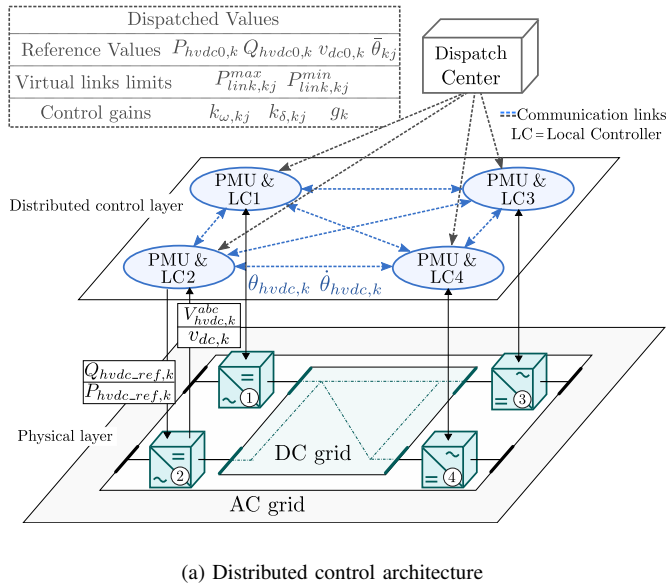 Dispatched Values
Reference Values P_{hvdc0,k} Q_{hvdc0,k} v_{dc0,k} \bar{θ}_{kj}
Virtual links limits P^{max}_{link,kj} P^{min}_{link,kj}
Control gains k_{ω,kj} k_{δ,kj} g_k
Dispatch
Center
Communication links
LC = Local Controller
Distributed control layer
PMU &
LC1
PMU &
LC3
PMU &
LC2
PMU &
LC4
θ_{hvdc,k} \dot{θ}_{hvdc,k}
V^{abc}_{hvdc,k}
v_{dc,k}
Q_{hvdc_ref,k}
P_{hvdc_ref,k}
Physical layer
1
2
3
4
DC grid
AC grid
(a) Distributed control architecture